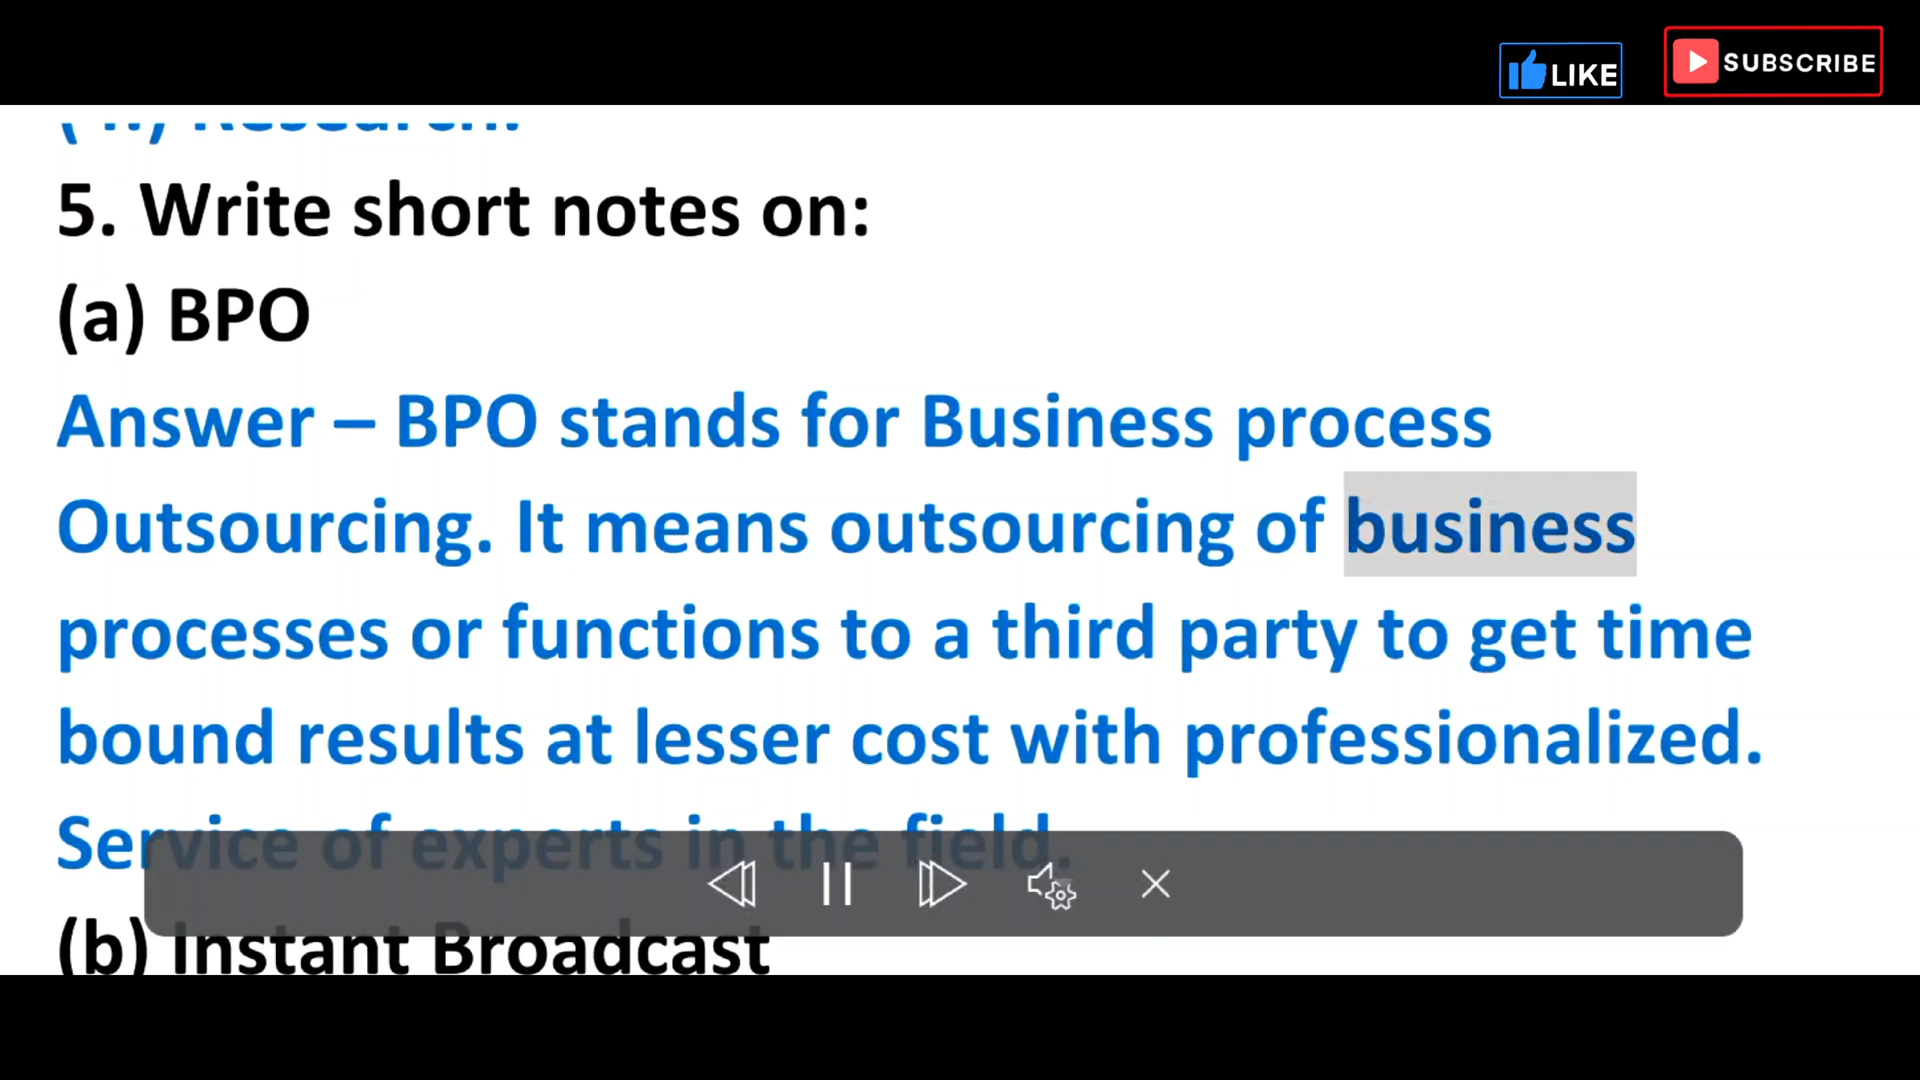 LIKE
SUBSCRIBE
5. Write short notes on:
(a) BPO
Answer – BPO stands for Business process
Outsourcing. It means outsourcing of business
processes or functions to a third party to get time
bound results at lesser cost with professionalized.
Service of experts in the field.
(b) Instant Broadcast